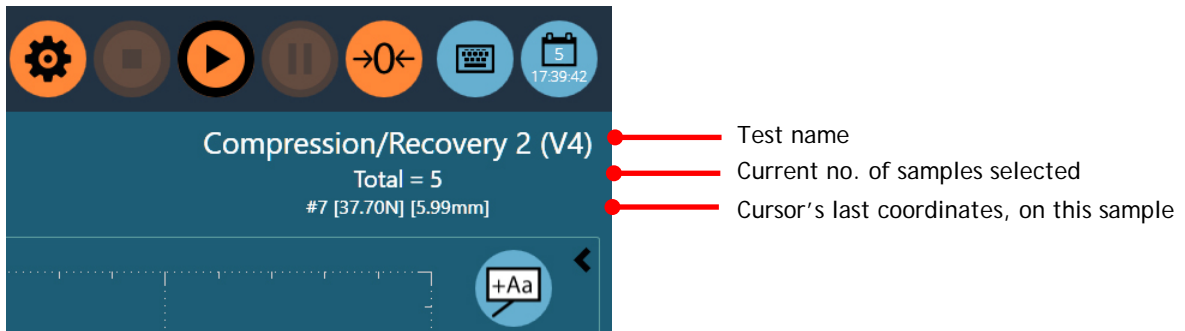 →0←
5
17:39:42
Compression/Recovery 2 (V4)
Total = 5
#7 [37.70N] [5.99mm]
+Aa
Test name
Current no. of samples selected
Cursor’s last coordinates, on this sample